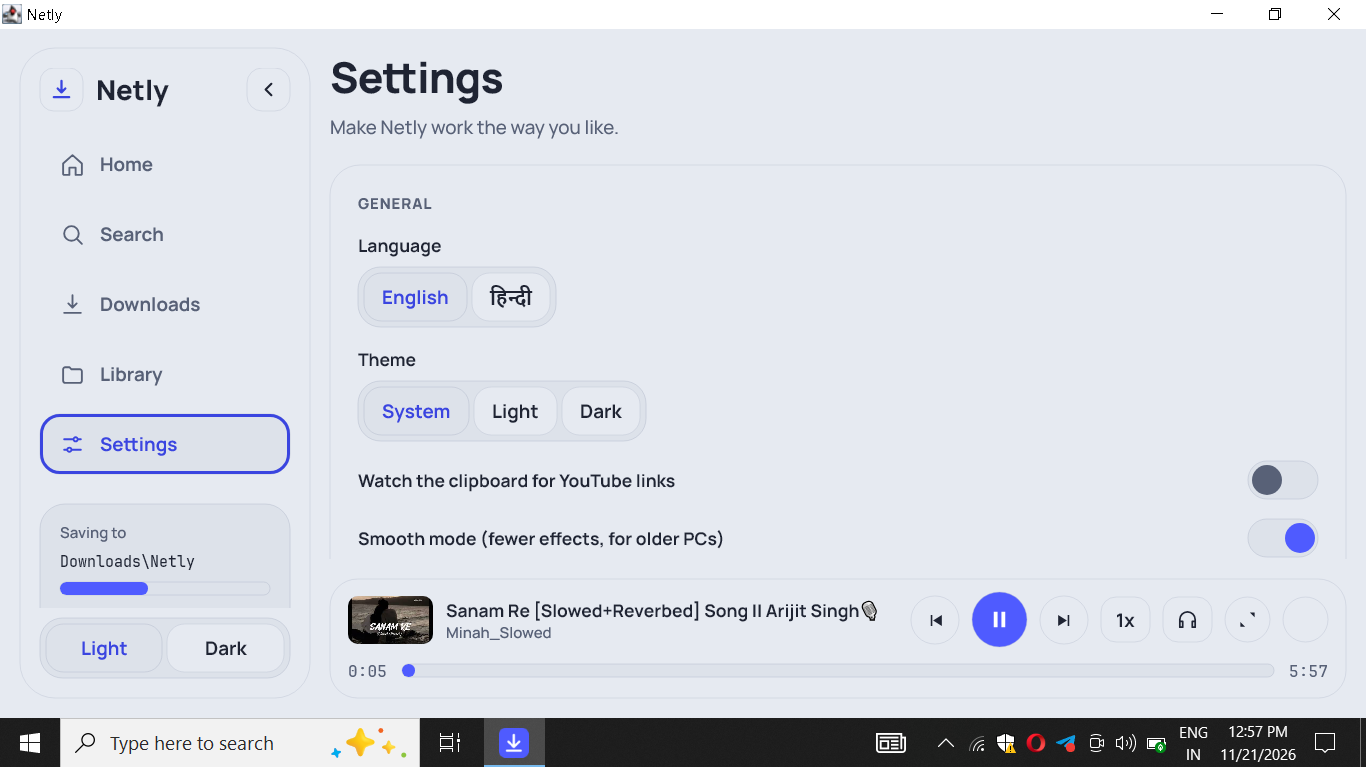 Netly
Netly
Home
Search
Downloads
Library
Settings
Saving to
Downloads\Netly
Light
Dark
Settings
Make Netly work the way you like.
GENERAL
Language
English
हिन्दी
Theme
System
Light
Dark
Watch the clipboard for YouTube links
Smooth mode (fewer effects, for older PCs)
SANAM RE
Sanam Re [Slowed+Reverbed] Song II Arijit Singh🎙
Minah_Slowed
1x
0:05
5:57
Type here to search
ENG
IN
12:57 PM
11/21/2026